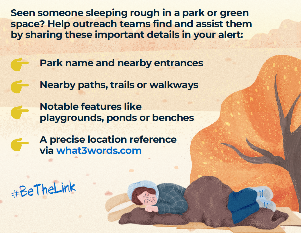 Seen someone sleeping rough in a park or green
space? Help outreach teams find and assist them
by sharing these important details in your alert:
Park name and nearby entrances
Nearby paths, trails or walkways
Notable features like
playgrounds, ponds or benches
A precise location reference
via what3words.com
#BeTheLink